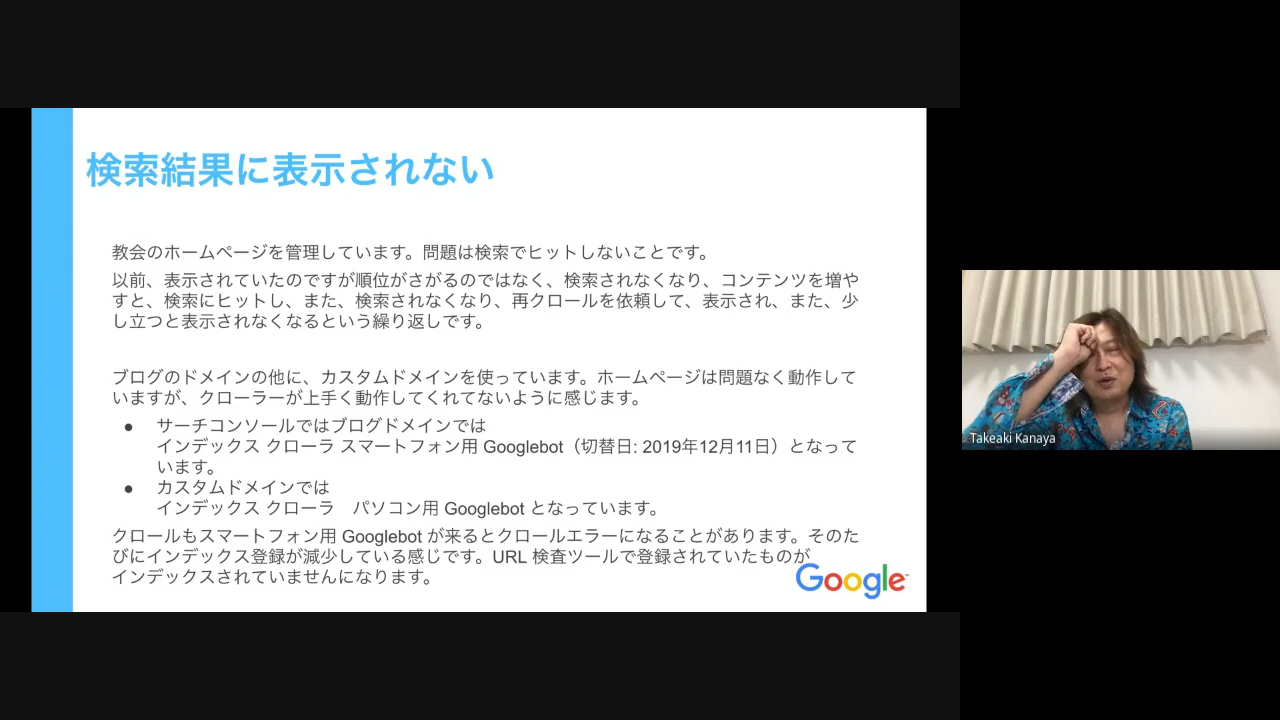 検索結果に表示されない
教会のホームページを管理しています。問題は検索でヒットしないことです。
以前、表示されていたのですが順位がさがるのではなく、検索されなくなり、コンテンツを増や
すと、検索にヒットし、また、検索されなくなり、再クロールを依頼して、表示され、また、少
し立つと表示されなくなるという繰り返しです。
ブログのドメインの他に、カスタムドメインを使っています。ホームページは問題なく動作して
いますが、クローラーが上手く動作してくれてないように感じます。
● サーチコンソールではブログドメインでは
インデックス クローラ スマートフォン用 Googlebot（切替日: 2019年12月11日）となって
います。
● カスタムドメインでは
インデックス クローラ　パソコン用 Googlebot となっています。
クロールもスマートフォン用 Googlebot が来るとクロールエラーになることがあります。そのた
びにインデックス登録が減少している感じです。URL 検査ツールで登録されていたものが
インデックスされていませんになります。
Google
Takeaki Kanaya